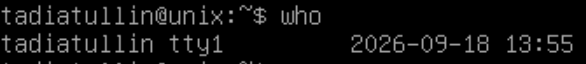 tadiatullin@unix:~$ who
tadiatullin tty1         2026-09-18 13:55